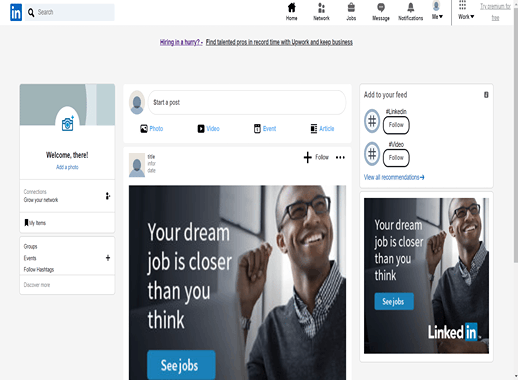 in
Search
Home
Network
Jobs
Message
Notifications
Me
Work
Try premium for
free
Hiring in a hurry? - Find talented pros in record time with Upwork and keep business
Welcome, there!
Add a photo
Connections
Grow your network
My Items
Groups
Events
Follow Hashtags
Discover more
Start a post
Photo
Video
Event
Article
title
date
Follow
Your dream
job is closer
than you
think
See jobs
Add to your feed
#Linkedin
Follow
#Video
Follow
View all recommendations
Your dream
job is closer
than you
think
See jobs
Linked in